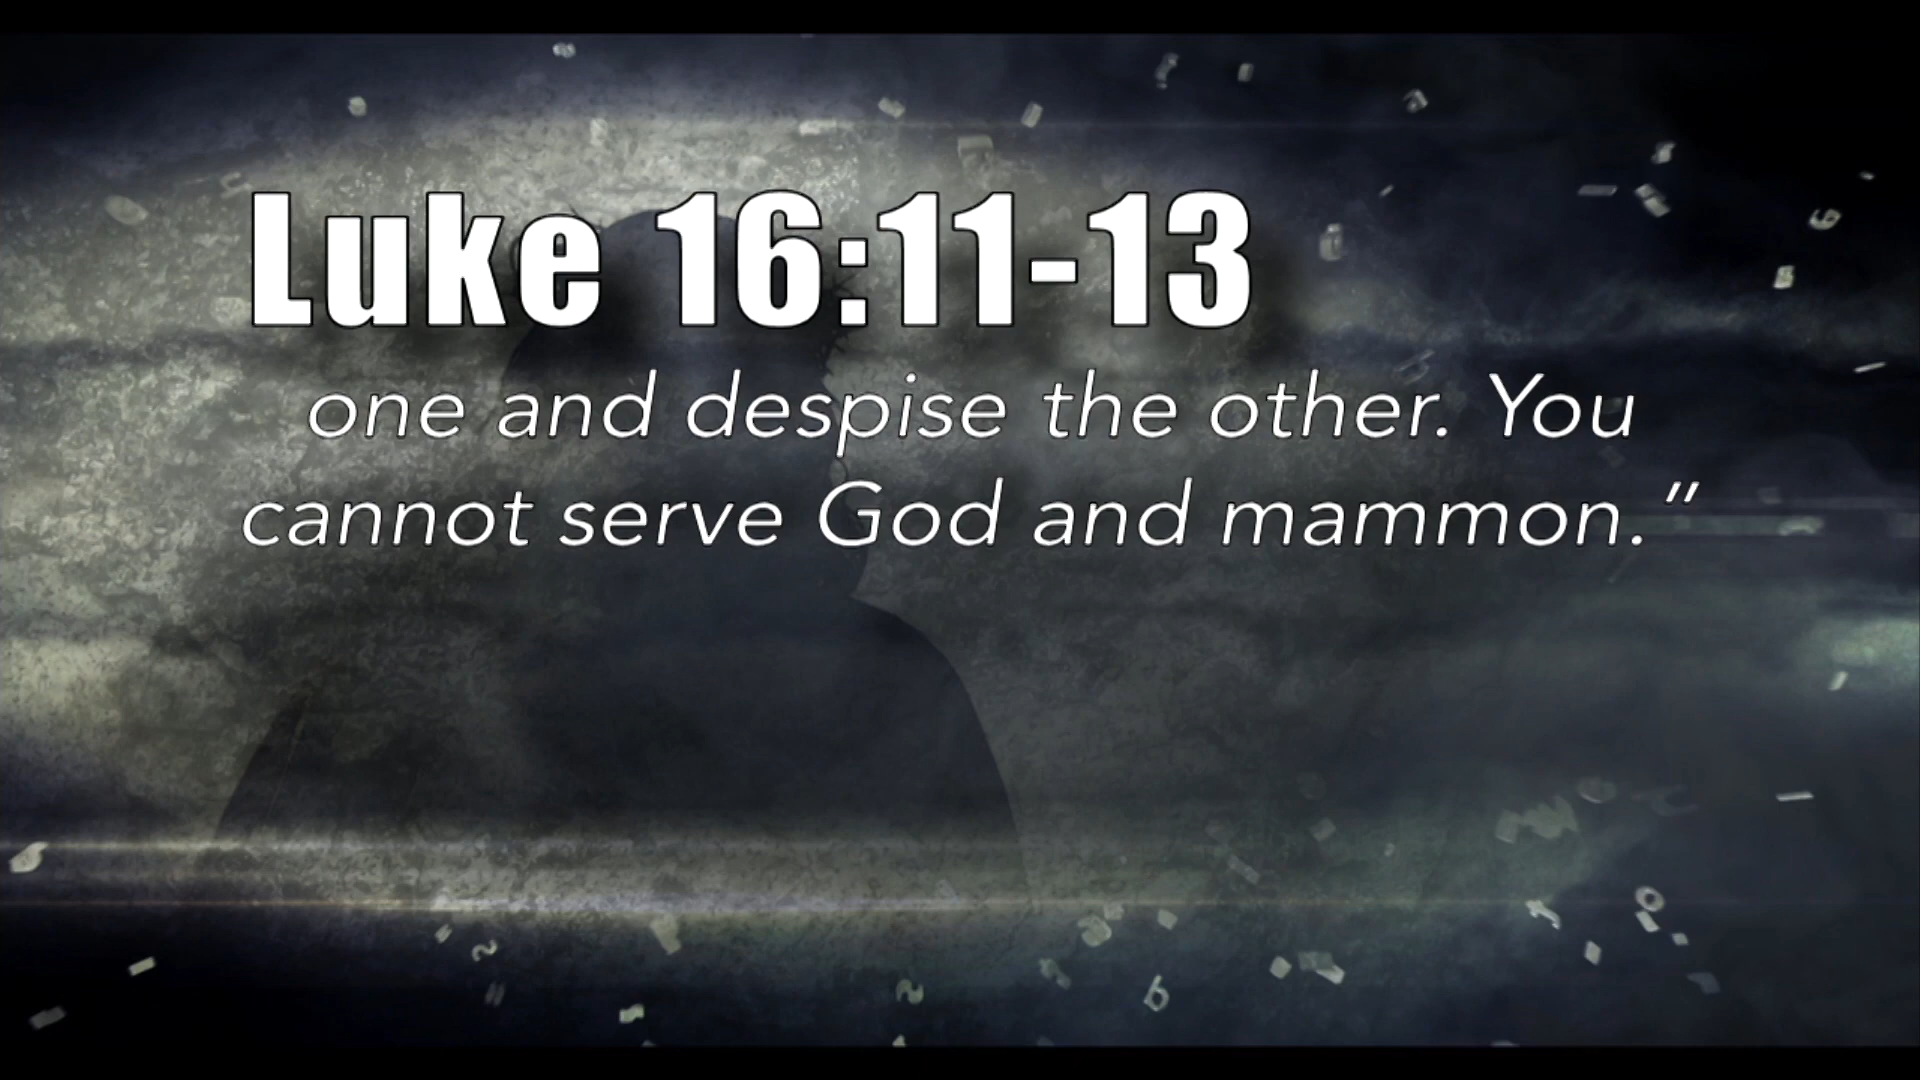 Luke 16:11-13
one and despise the other. You
cannot serve God and mammon.”